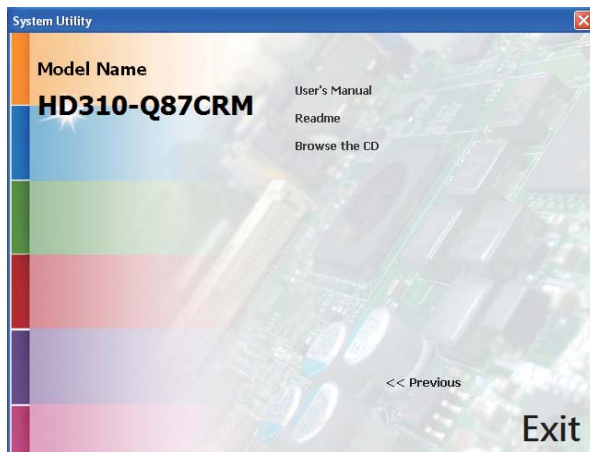 System Utility
Model Name
HD310-Q87CRM
User's Manual
Readme
Browse the CD
<< Previous
Exit